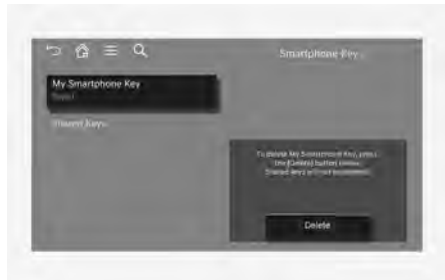 Smartphone Key
My Smartphone Key
Shared Keys
To delete My Smartphone Key, press
the [Delete] button below.
Shared keys will not be deleted.
Delete